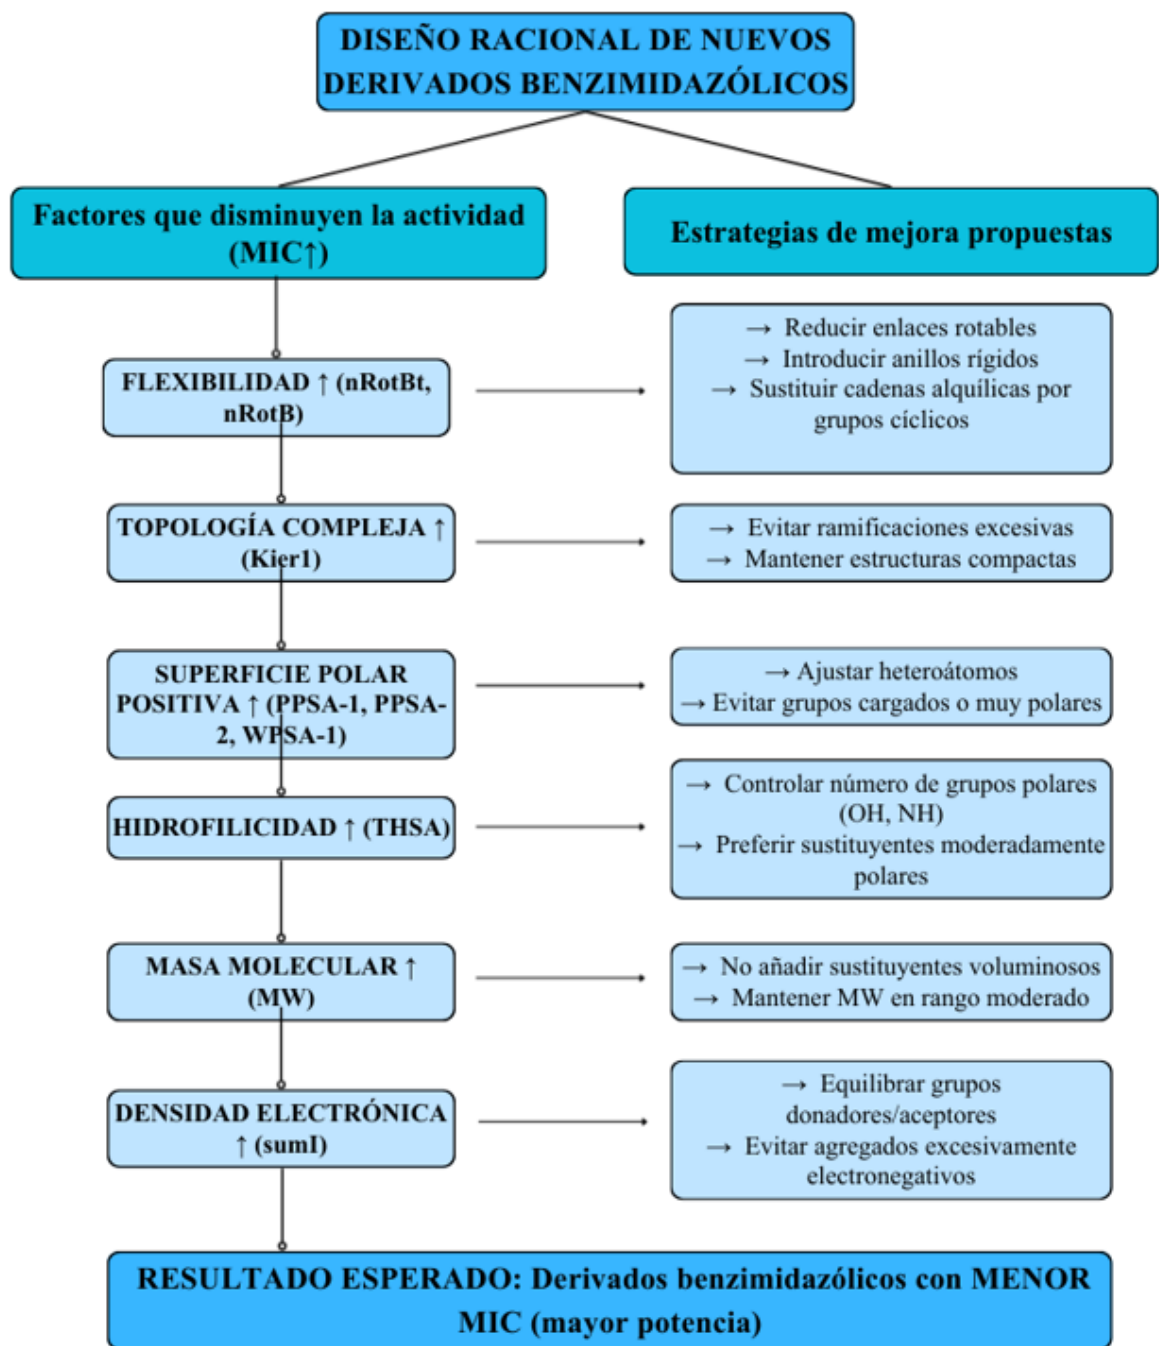 DISEÑO RACIONAL DE NUEVOS
DERIVADOS BENZIMIDAZÓLICOS
Factores que disminuyen la actividad
(MIC↑)
Estrategias de mejora propuestas
FLEXIBILIDAD ↑ (nRotBt,
nRotB)
→ Reducir enlaces rotables
→ Introducir anillos rígidos
→ Sustituir cadenas alquílicas por
grupos cíclicos
TOPOLOGÍA COMPLEJA ↑
(Kier1)
→ Evitar ramificaciones excesivas
→ Mantener estructuras compactas
SUPERFICIE POLAR
POSITIVA ↑ (PPSA-1, PPSA-
2, WPSA-1)
→ Ajustar heteroátomos
→ Evitar grupos cargados o muy polares
HIDROFILICIDAD ↑ (THSA)
→ Controlar número de grupos polares
(OH, NH)
→ Preferir sustituyentes moderadamente
polares
MASA MOLECULAR ↑
(MW)
→ No añadir sustituyentes voluminosos
→ Mantener MW en rango moderado
DENSIDAD ELECTRÓNICA
↑ (sumI)
→ Equilibrar grupos
donadores/aceptores
→ Evitar agregados excesivamente
electronegativos
RESULTADO ESPERADO: Derivados benzimidazólicos con MENOR
MIC (mayor potencia)